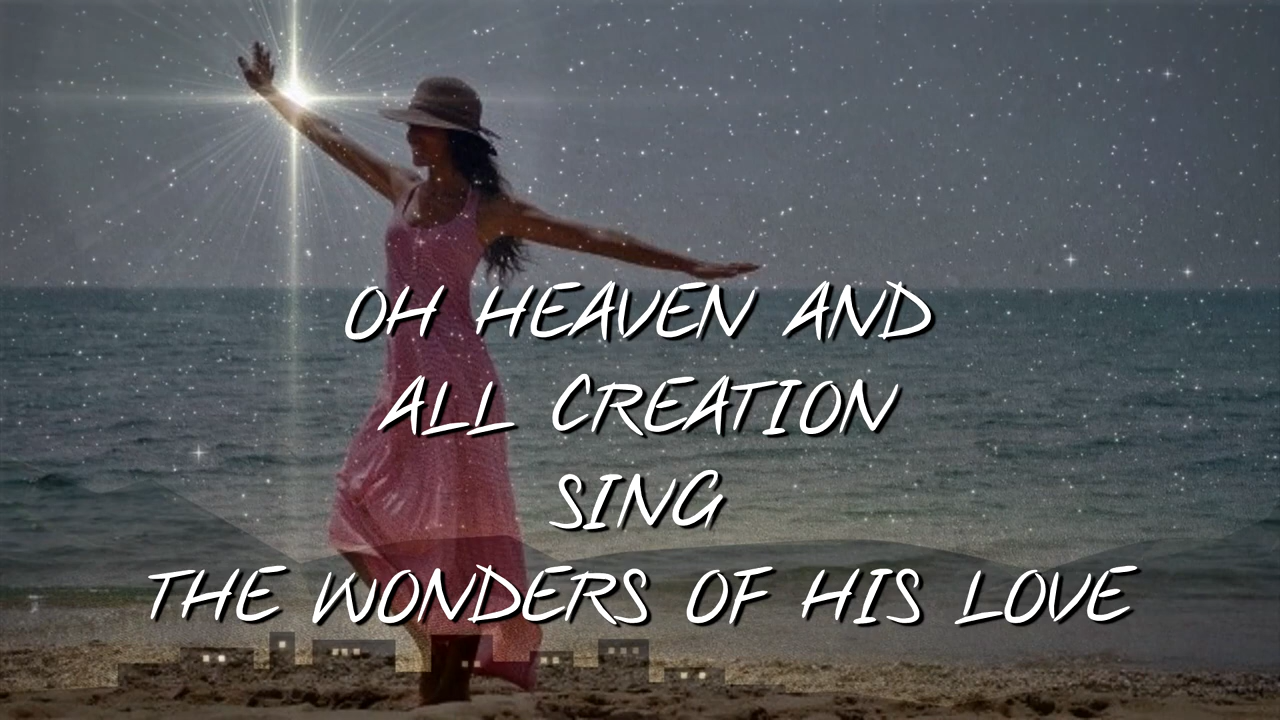 OH HEAVEN AND
ALL CREATION
SING
THE WONDERS OF HIS LOVE